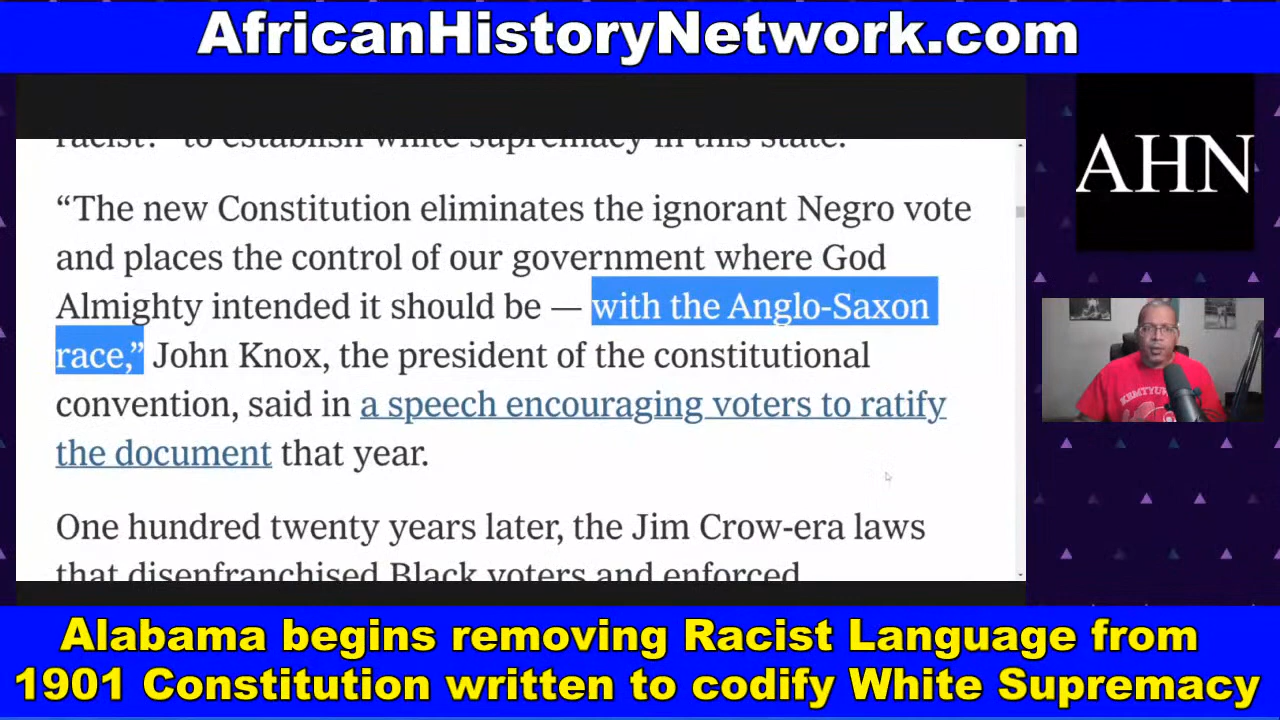 AfricanHistoryNetwork.com
AHN
racist?" to establish white supremacy in this state.
“The new Constitution eliminates the ignorant Negro vote
and places the control of our government where God
Almighty intended it should be — with the Anglo-Saxon
race,” John Knox, the president of the constitutional
convention, said in a speech encouraging voters to ratify
the document that year.
One hundred twenty years later, the Jim Crow-era laws
that disenfranchised Black voters and enforced
Alabama begins removing Racist Language from
1901 Constitution written to codify White Supremacy